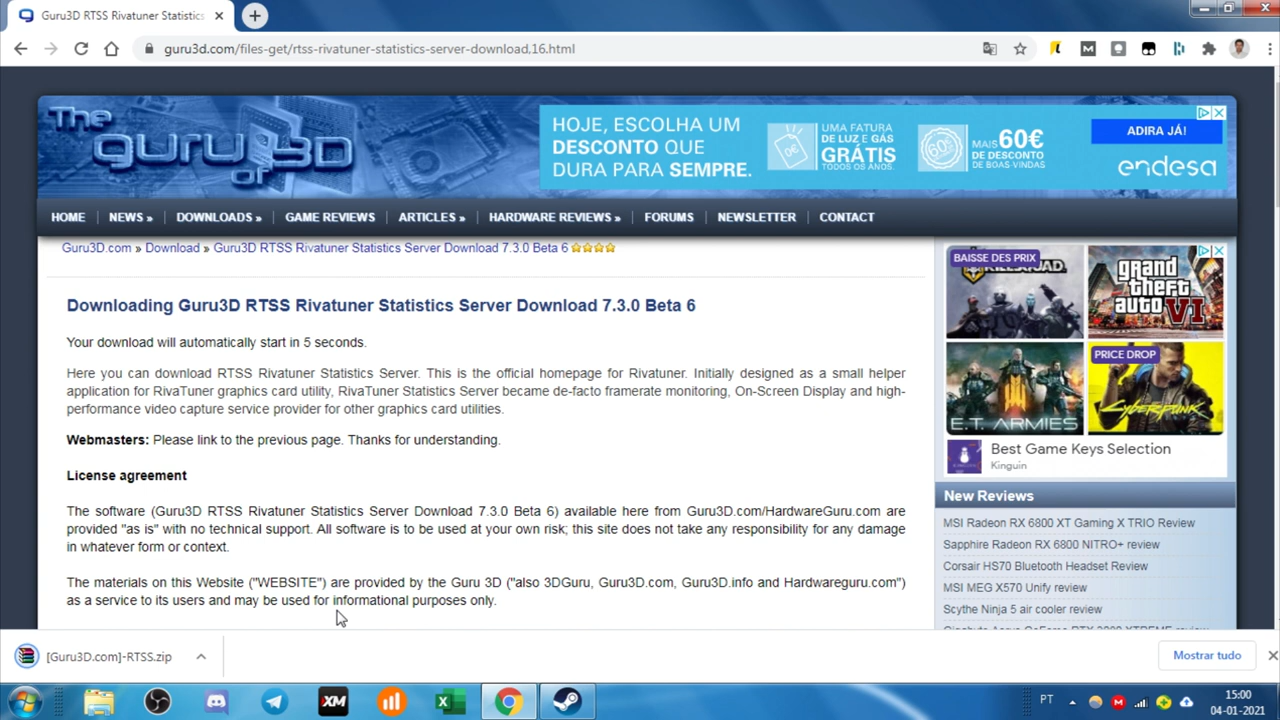 Guru3D RTSS Rivatuner Statistics
guru3d.com/files-get/rtss-rivatuner-statistics-server-download,16.html
The
guru
of
3D
HOJE, ESCOLHA UM
DESCONTO QUE
DURA PARA SEMPRE.
UMA FATURA
DE LUZ E GÁS
GRÁTIS
TODOS OS ANOS.
60€
MAIS 60€
DE DESCONTO
DE BOAS-VINDAS
ADIRA JÁ!
endesa
HOME
NEWS »
DOWNLOADS »
GAME REVIEWS
ARTICLES »
HARDWARE REVIEWS »
FORUMS
NEWSLETTER
CONTACT
Guru3D.com » Download » Guru3D RTSS Rivatuner Statistics Server Download 7.3.0 Beta 6
Downloading Guru3D RTSS Rivatuner Statistics Server Download 7.3.0 Beta 6
Your download will automatically start in 5 seconds.
Here you can download RTSS Rivatuner Statistics Server. This is the official homepage for Rivatuner. Initially designed as a small helper
application for RivaTuner graphics card utility, RivaTuner Statistics Server became de-facto framerate monitoring, On-Screen Display and high-
performance video capture service provider for other graphics card utilities.
Webmasters: Please link to the previous page. Thanks for understanding.
License agreement
The software (Guru3D RTSS Rivatuner Statistics Server Download 7.3.0 Beta 6) available here from Guru3D.com/HardwareGuru.com are
provided "as is" with no technical support. All software is to be used at your own risk; this site does not take any responsibility for any damage
in whatever form or context.
The materials on this Website ("WEBSITE") are provided by the Guru 3D ("also 3DGuru, Guru3D.com, Guru3D.info and Hardwareguru.com")
as a service to its users and may be used for informational purposes only.
BAISSE DES PRIX
grand
theft
auto VI
E.T. ARMIES
PRICE DROP
CYBERPUNK
Best Game Keys Selection
Kinguin
New Reviews
MSI Radeon RX 6800 XT Gaming X TRIO Review
Sapphire Radeon RX 6800 NITRO+ review
Corsair HS70 Bluetooth Headset Review
MSI MEG X570 Unify review
Scythe Ninja 5 air cooler review
[Guru3D.com]-RTSS.zip
Mostrar tudo
XM
PT
15:00
04-01-2021